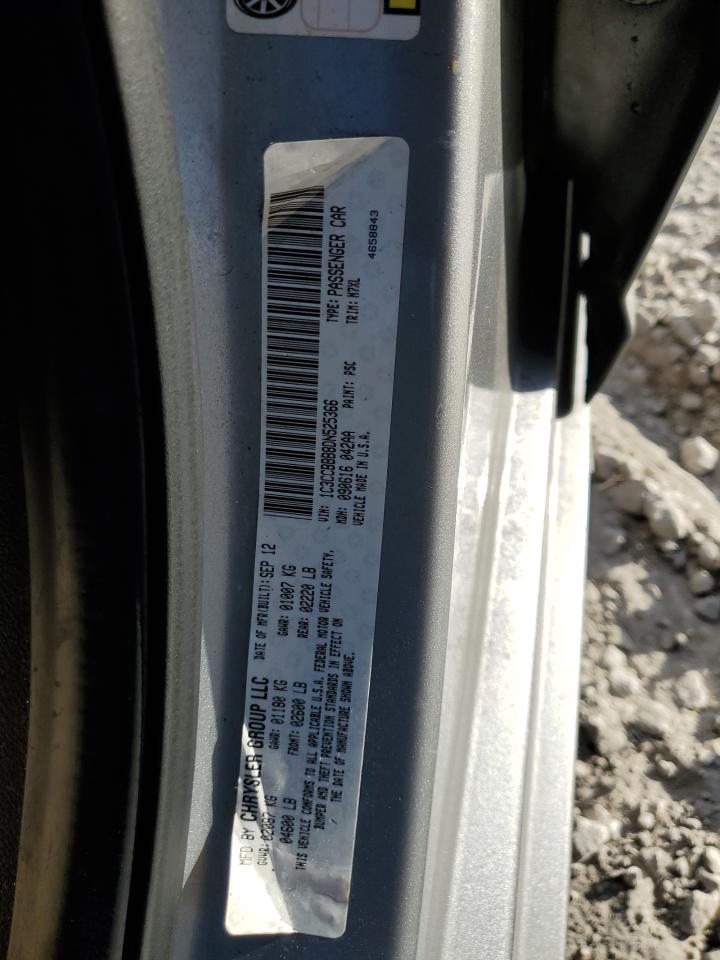 MFD BY CHRYSLER GROUP LLC DATE OF MFR(BUILT): SEP 12
GVWR: 02087 KG GAWR: 01180 KG GAWR: 01007 KG
04600 LB FRONT: 02600 LB REAR: 02220 LB
THIS VEHICLE CONFORMS TO ALL APPLICABLE U.S.A. FEDERAL MOTOR VEHICLE SAFETY,
BUMPER AND THEFT PREVENTION STANDARDS IN EFFECT ON
THE DATE OF MANUFACTURE SHOWN ABOVE.
VIN: 1C3CCBBB8DN525366 TYPE: PASSENGER CAR
MDH: 090616 042AA PAINT: PSC TRIM: M7XL
VEHICLE MADE IN U.S.A. 4658843